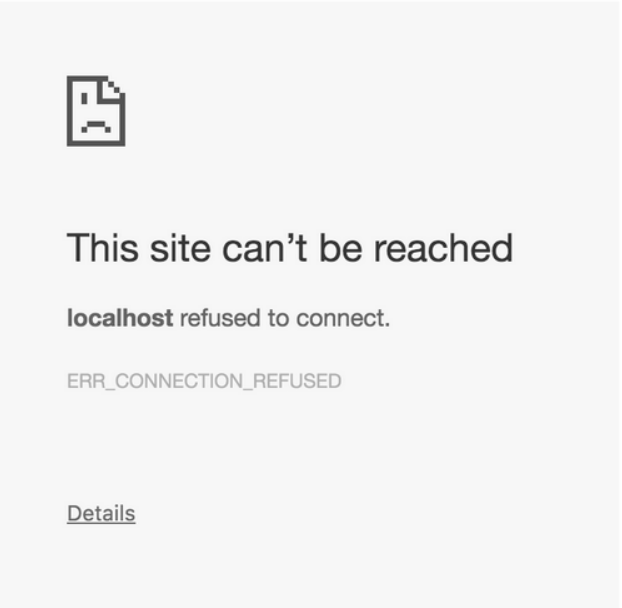 This site can’t be reached
localhost refused to connect.
ERR_CONNECTION_REFUSED
Details